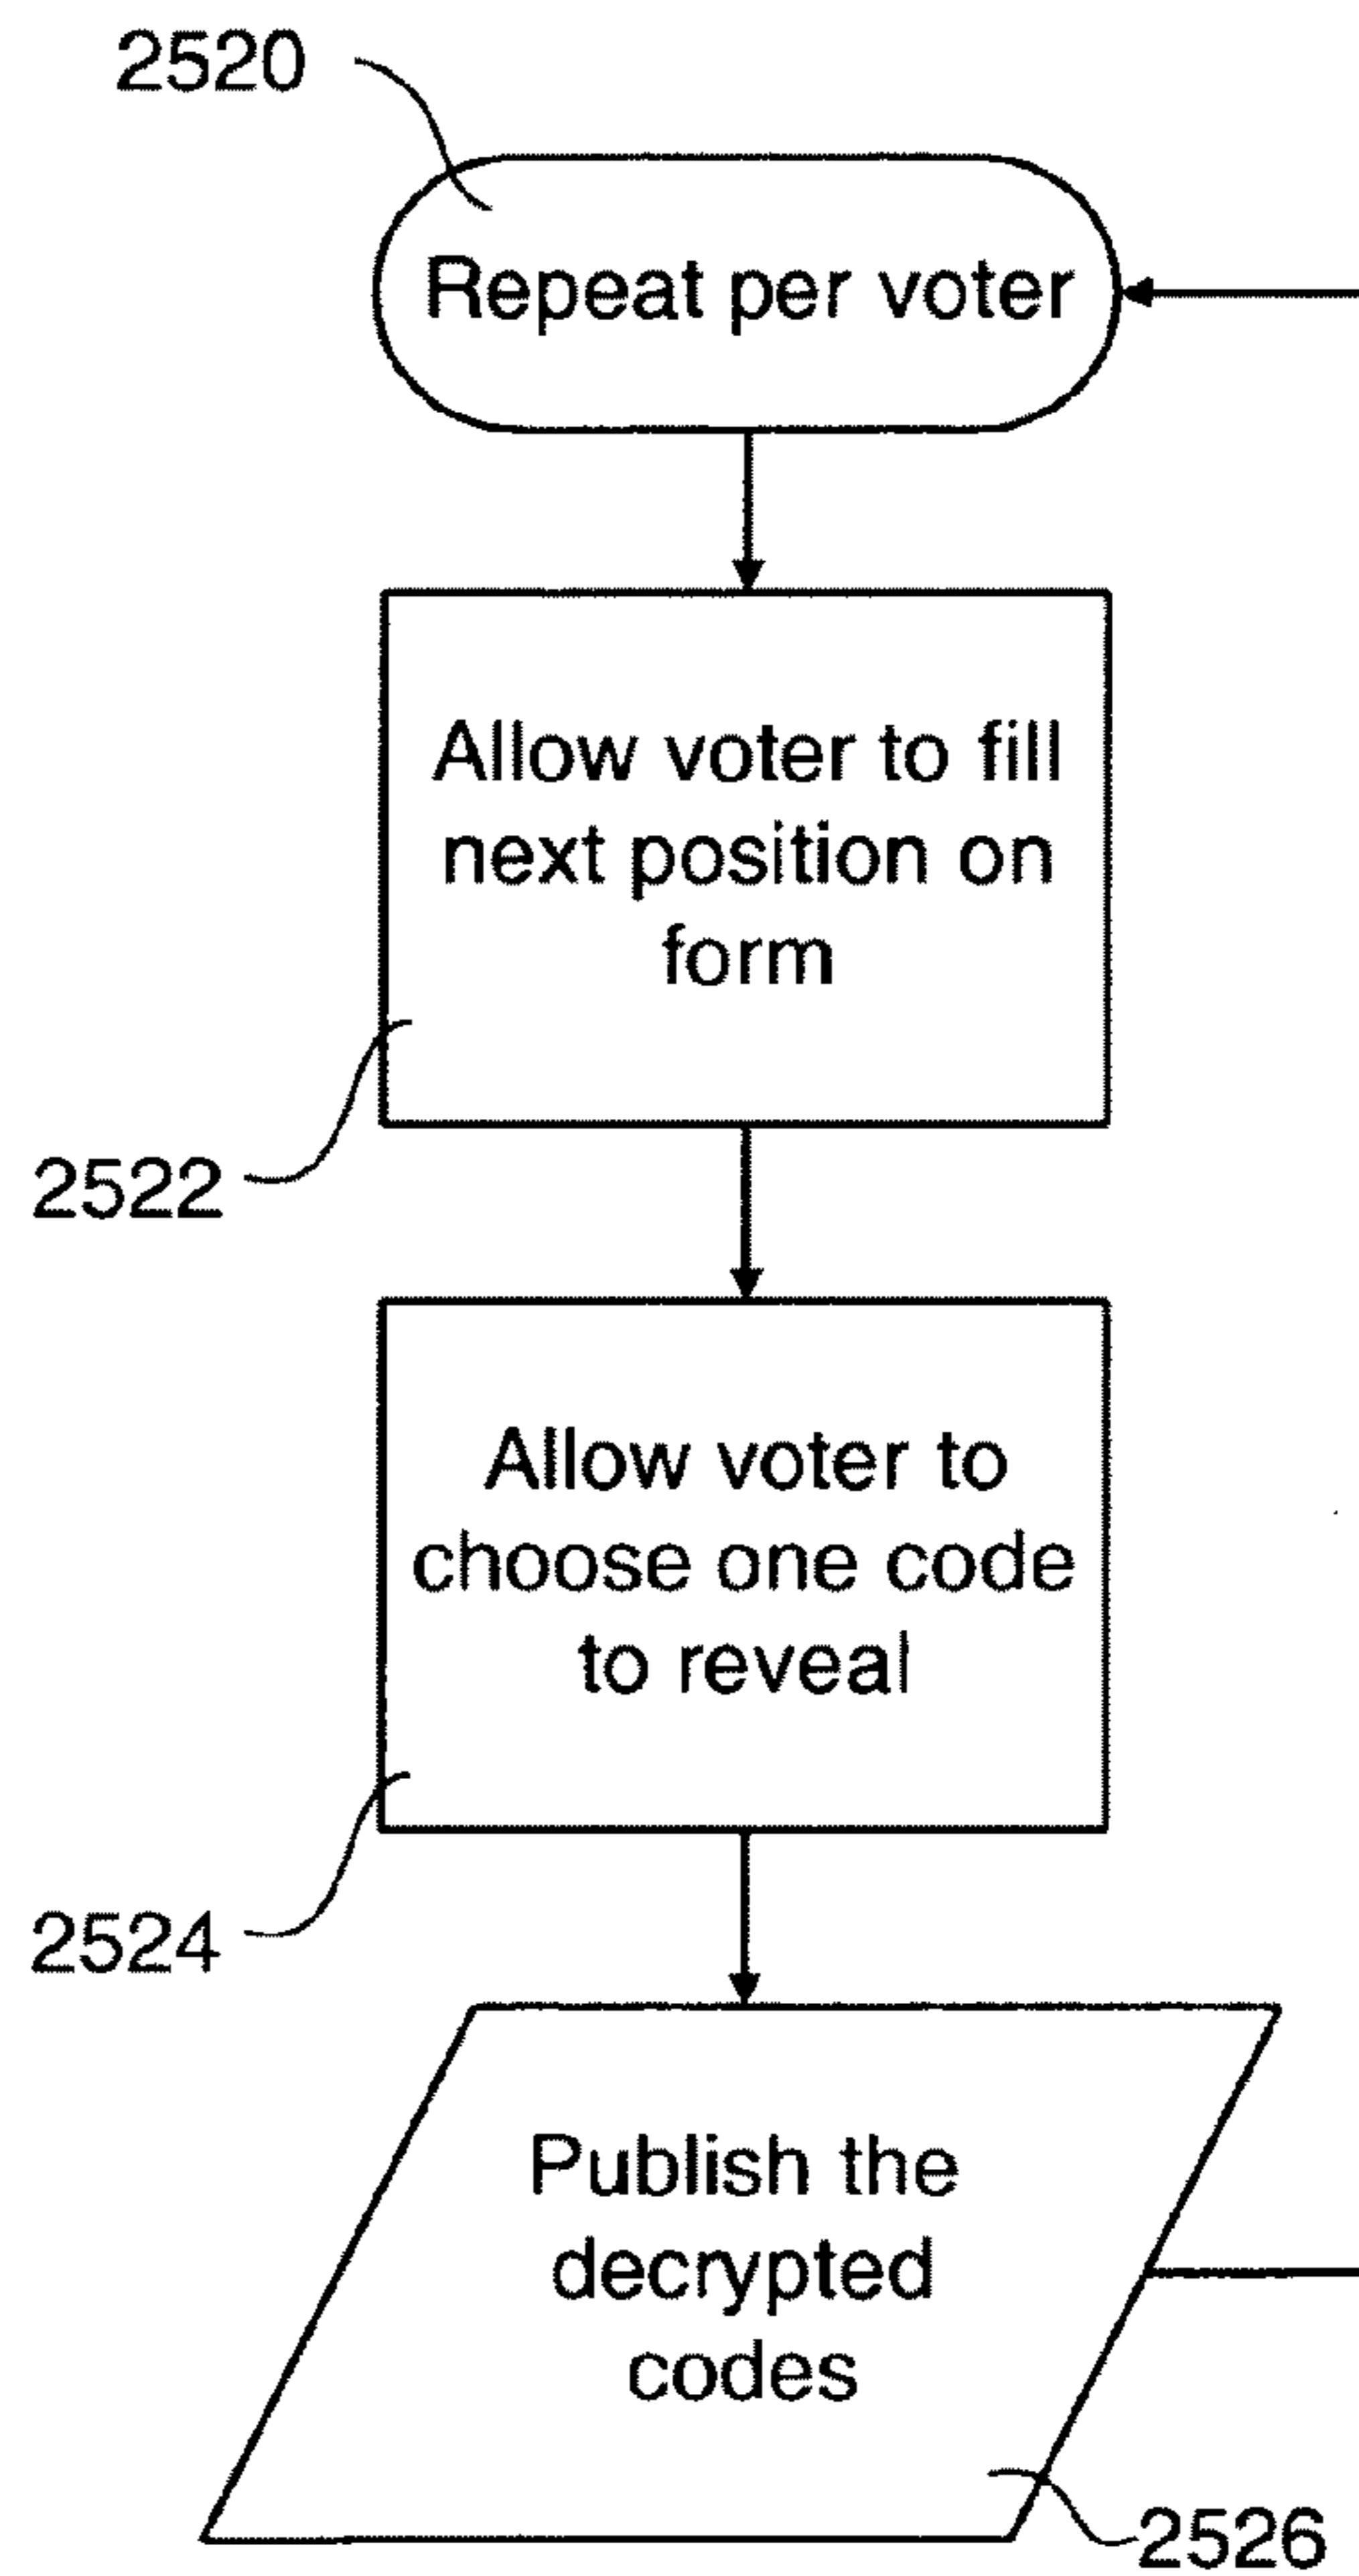 2520
Repeat per voter
Allow voter to fill
next position on
form
2522
Allow voter to
choose one code
to reveal
2524
Publish the
decrypted
codes
2526